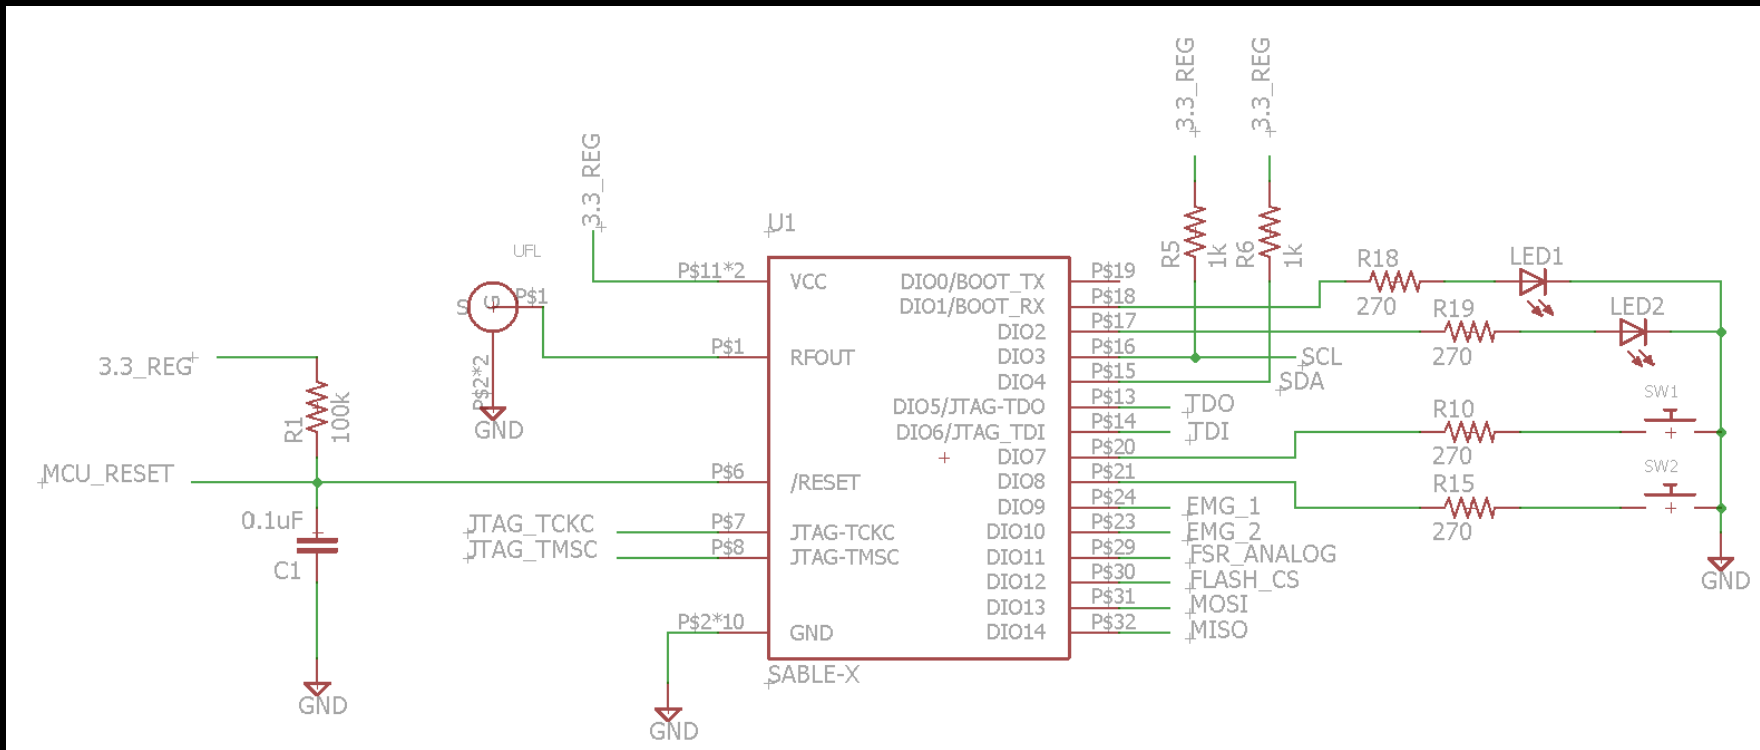 3.3_REG
3.3_REG
3.3_REG
U1
UFL
S
G
P$1
P$2*2
GND
R5
1k
R6
1k
R18
270
LED1
R19
270
LED2
P$11*2
VCC
DIO0/BOOT_TX
P$19
DIO1/BOOT_RX
P$18
DIO2
P$17
P$1
RFOUT
DIO3
P$16
SCL
DIO4
P$15
SDA
3.3_REG
R1
100k
DIO5/JTAG-TDO
P$13
TDO
DIO6/JTAG_TDI
P$14
TDI
DIO7
P$20
R10
270
SW1
MCU_RESET
P$6
/RESET
DIO8
P$21
R15
270
SW2
DIO9
P$24
EMG_1
0.1uF
C1
JTAG_TCKC
P$7
JTAG-TCKC
DIO10
P$23
EMG_2
JTAG_TMSC
P$8
JTAG-TMSC
DIO11
P$29
FSR_ANALOG
DIO12
P$30
FLASH_CS
GND
DIO13
P$31
MOSI
P$2*10
GND
DIO14
P$32
MISO
SABLE-X
GND
GND